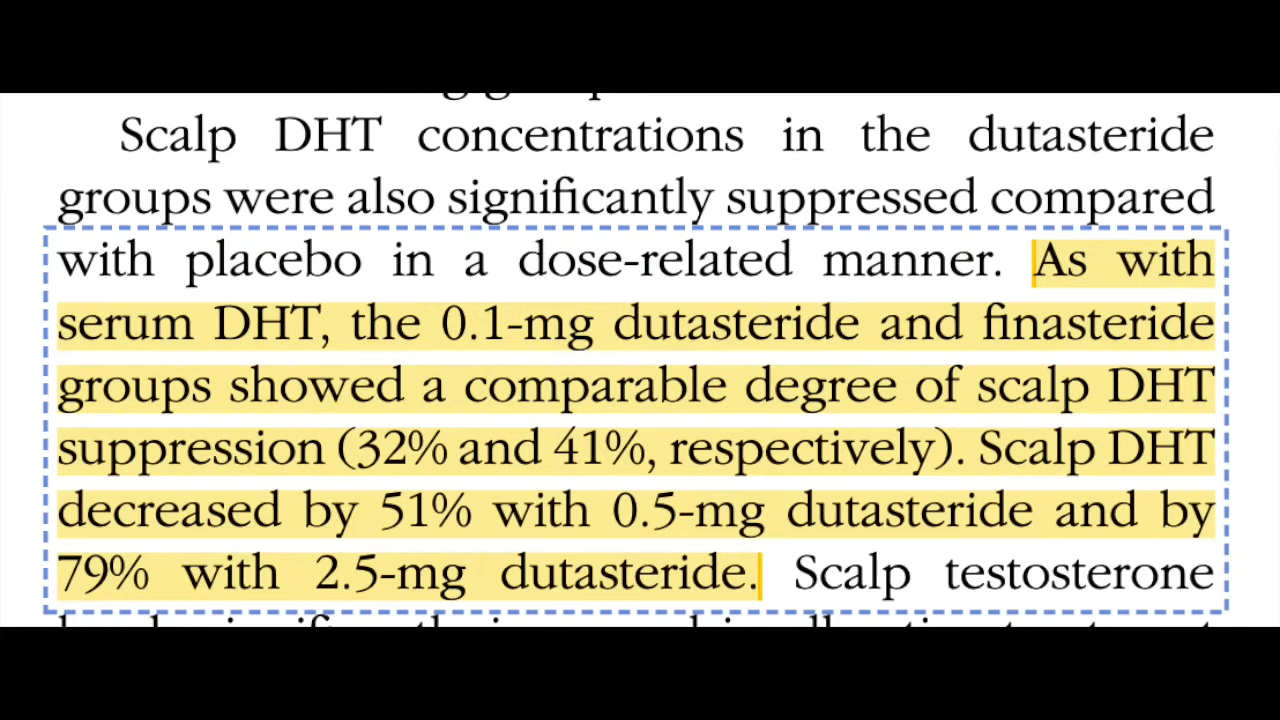 Scalp DHT concentrations in the dutasteride
groups were also significantly suppressed compared
with placebo in a dose-related manner. As with
serum DHT, the 0.1-mg dutasteride and finasteride
groups showed a comparable degree of scalp DHT
suppression (32% and 41%, respectively). Scalp DHT
decreased by 51% with 0.5-mg dutasteride and by
79% with 2.5-mg dutasteride. Scalp testosterone